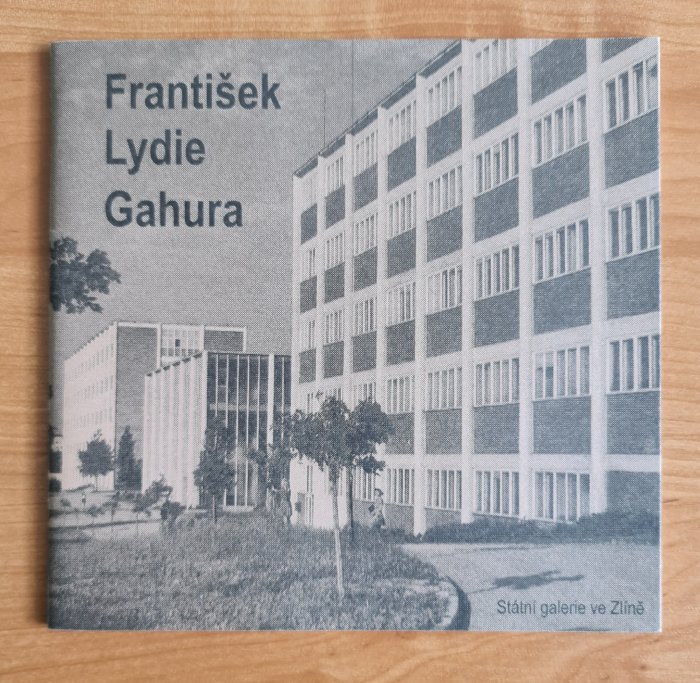 František
Lydie
Gahura
Státní galerie ve Zlíně